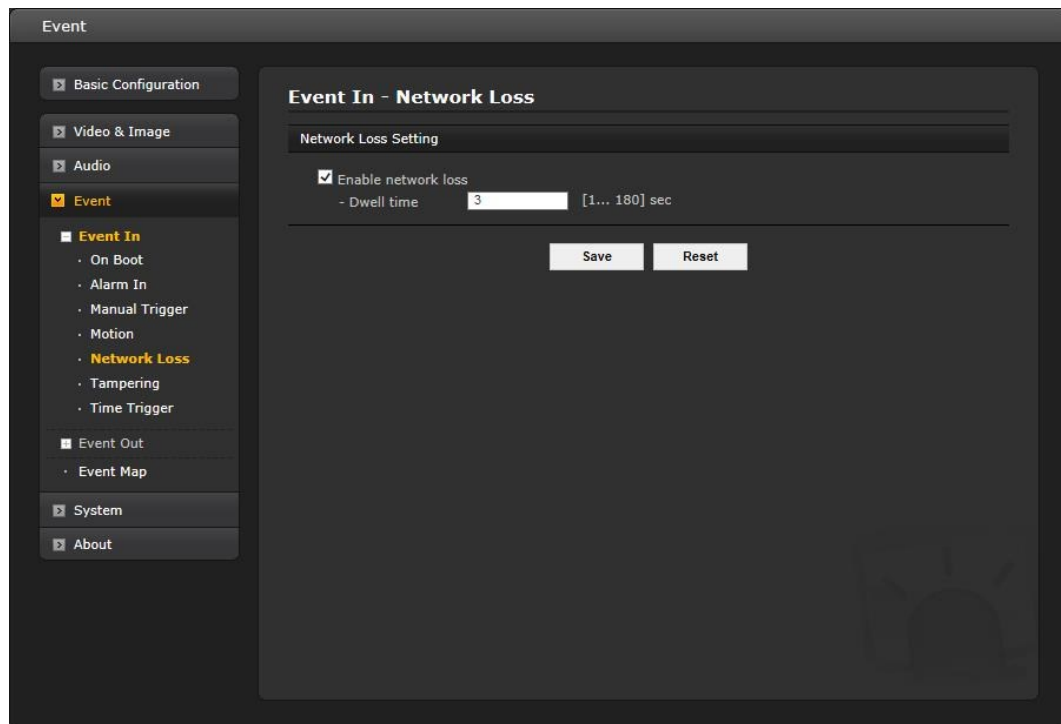 Event
Basic Configuration
Video & Image
Audio
Event
Event In
· On Boot
· Alarm In
· Manual Trigger
· Motion
· Network Loss
· Tampering
· Time Trigger
Event Out
· Event Map
System
About
Event In - Network Loss
Network Loss Setting
Enable network loss
- Dwell time 3 [1... 180] sec
Save Reset